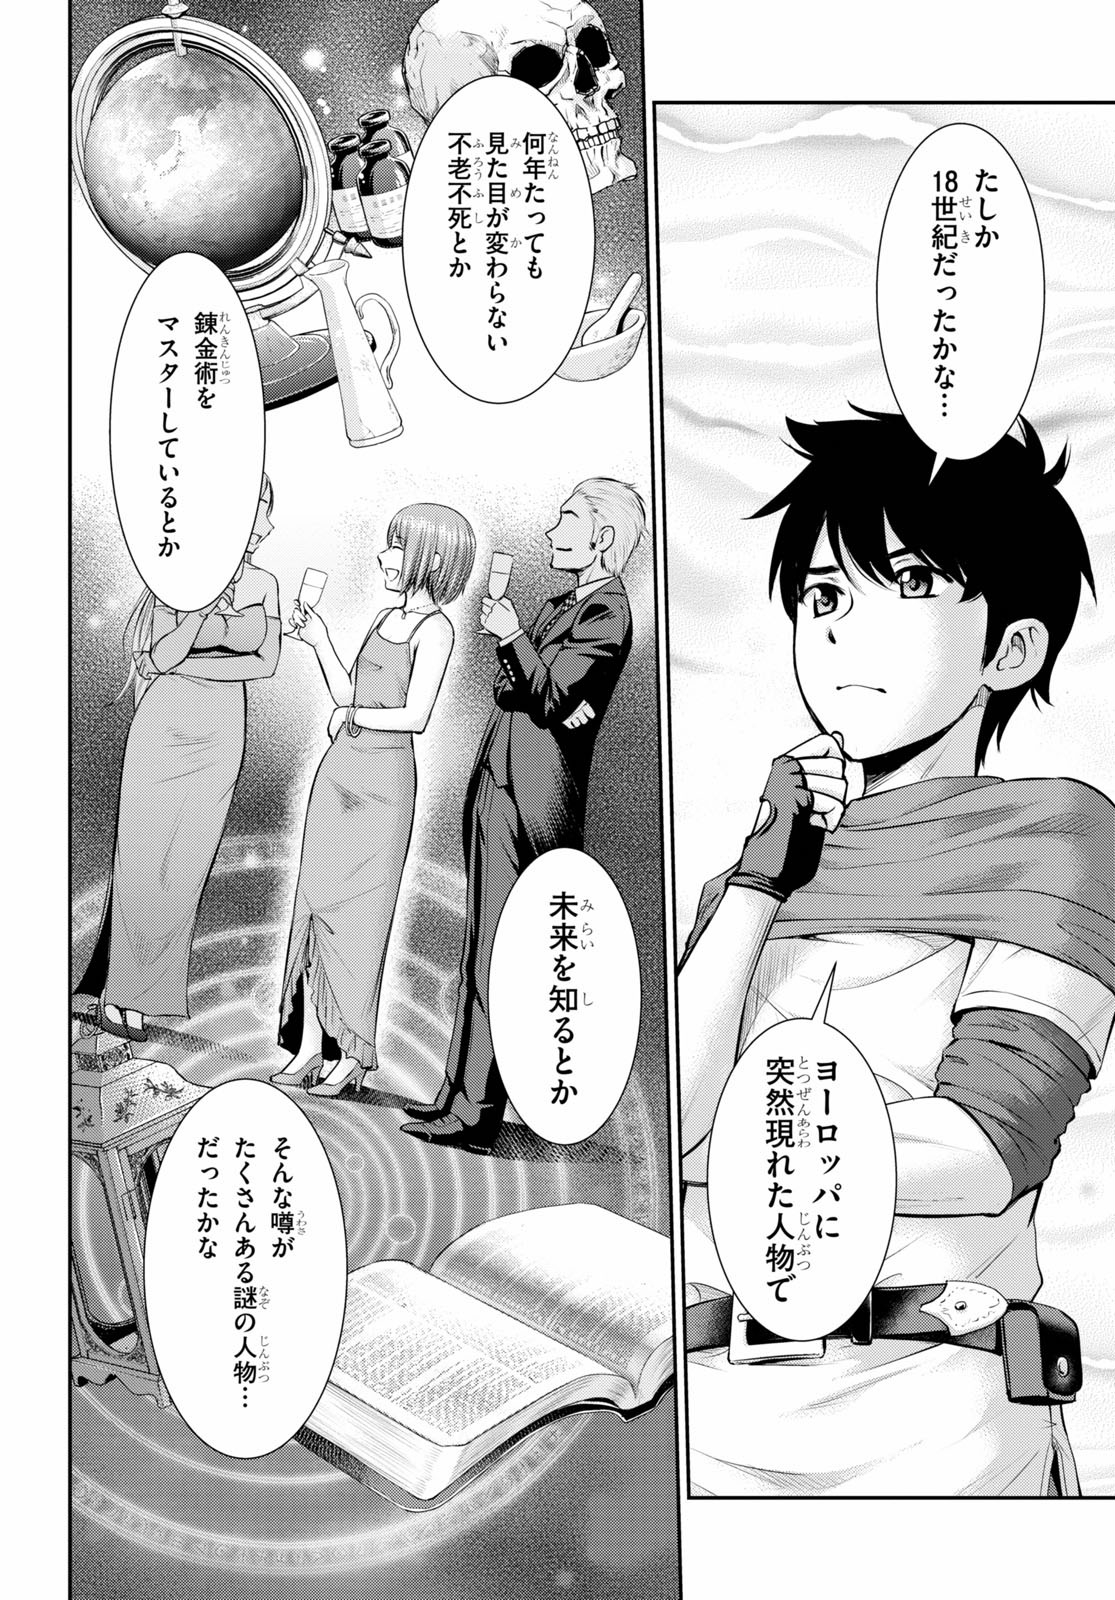 たしか
18世紀だったかな…
ヨーロッパに
突然現れた人物で
何年たっても
見た目が変わらない
不老不死とか
錬金術を
マスターしているとか
未来を知るとか
そんな噂が
たくさんある謎の人物…
だったかな